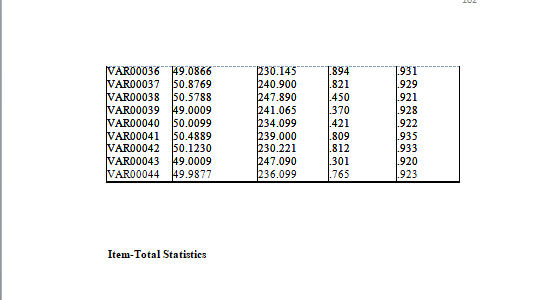 VAR00036 49.0866 230.145 .894 .931
VAR00037 50.8769 240.900 .821 .929
VAR00038 50.5788 247.890 .450 .921
VAR00039 49.0009 241.065 .370 .928
VAR00040 50.0099 234.099 .421 .922
VAR00041 50.4889 239.000 .809 .935
VAR00042 50.1230 230.221 .812 .933
VAR00043 49.0009 247.090 .301 .920
VAR00044 49.9877 236.099 .765 .923
Item-Total Statistics